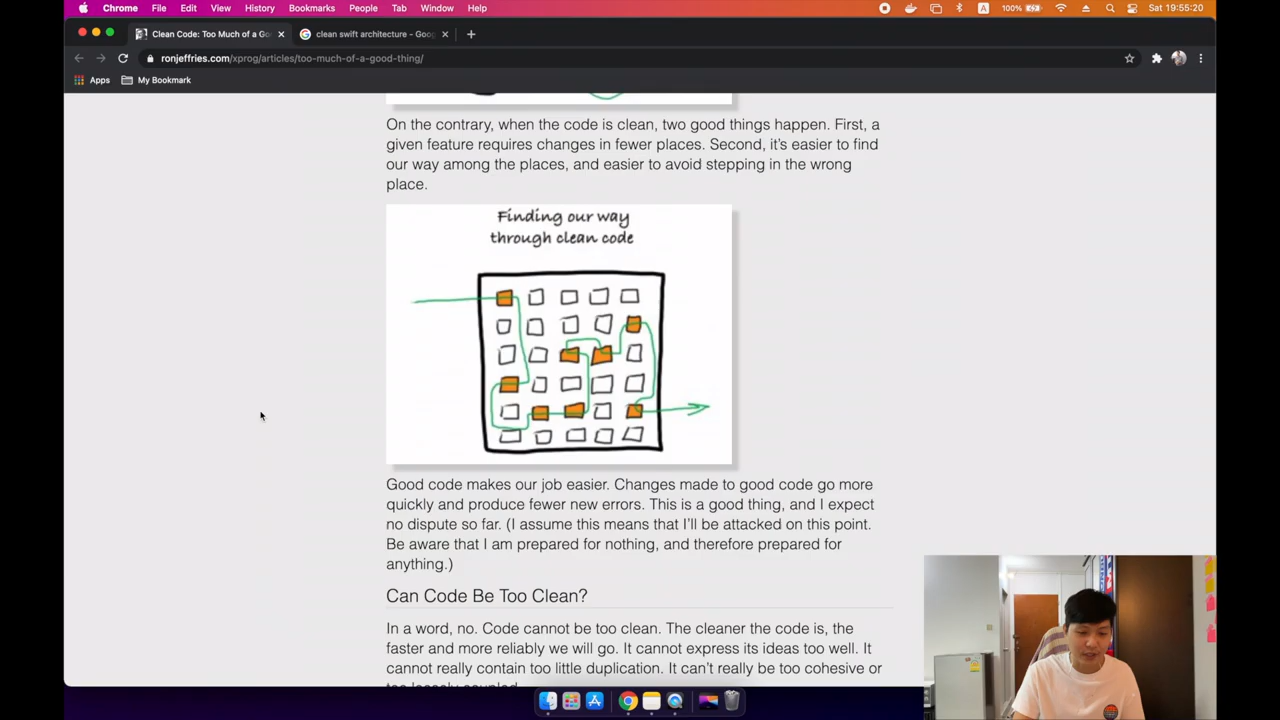 Chrome File Edit View History Bookmarks People Tab Window Help A 100% Sat 19:55:20
Clean Code: Too Much of a Go clean swift architecture - Goo
ronjeffries.com/xprog/articles/too-much-of-a-good-thing/
Apps My Bookmark
On the contrary, when the code is clean, two good things happen. First, a
given feature requires changes in fewer places. Second, it's easier to find
our way among the places, and easier to avoid stepping in the wrong
place.
Finding our way
through clean code
Good code makes our job easier. Changes made to good code go more
quickly and produce fewer new errors. This is a good thing, and I expect
no dispute so far. (I assume this means that I'll be attacked on this point.
Be aware that I am prepared for nothing, and therefore prepared for
anything.)
Can Code Be Too Clean?
In a word, no. Code cannot be too clean. The cleaner the code is, the
faster and more reliably we will go. It cannot express its ideas too well. It
cannot really contain too little duplication. It can't really be too cohesive or
too loosely coupled.